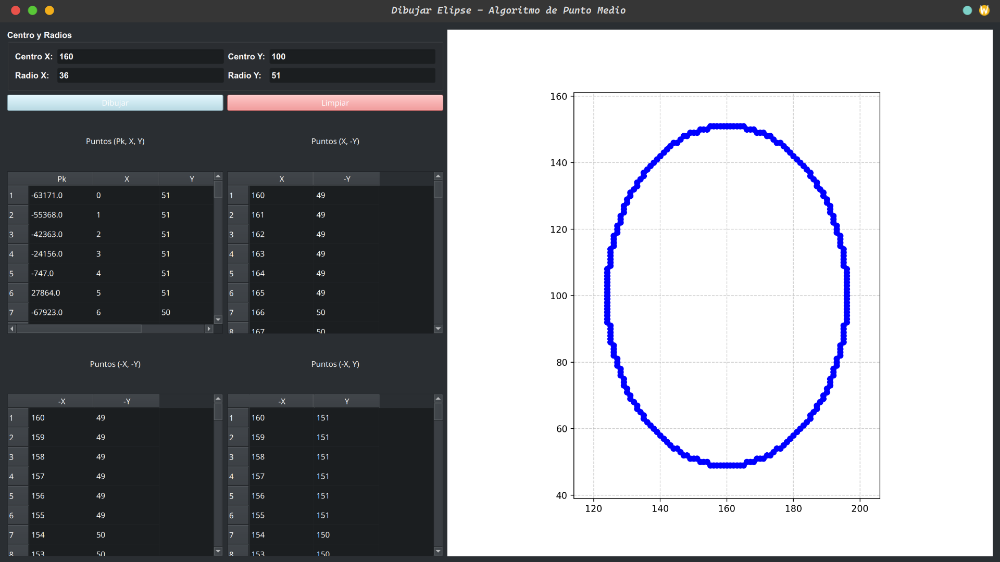 Dibujar Elipse – Algoritmo de Punto Medio
W
Centro y Radios
Centro X: 160 Centro Y: 100
Radio X: 36 Radio Y: 51
Dibujar Limpiar
Puntos (Pk, X, Y)
Pk X Y
1 -63171.0 0 51
2 -55368.0 1 51
3 -42363.0 2 51
4 -24156.0 3 51
5 -747.0 4 51
6 27864.0 5 51
7 -67923.0 6 50
Puntos (X, -Y)
X -Y
1 160 49
2 161 49
3 162 49
4 163 49
5 164 49
6 165 49
7 166 50
8 167 50
Puntos (-X, -Y)
-X -Y
1 160 49
2 159 49
3 158 49
4 157 49
5 156 49
6 155 49
7 154 50
8 153 50
Puntos (-X, Y)
-X Y
1 160 151
2 159 151
3 158 151
4 157 151
5 156 151
6 155 151
7 154 150
8 153 150
160
140
120
100
80
60
40
120 140 160 180 200